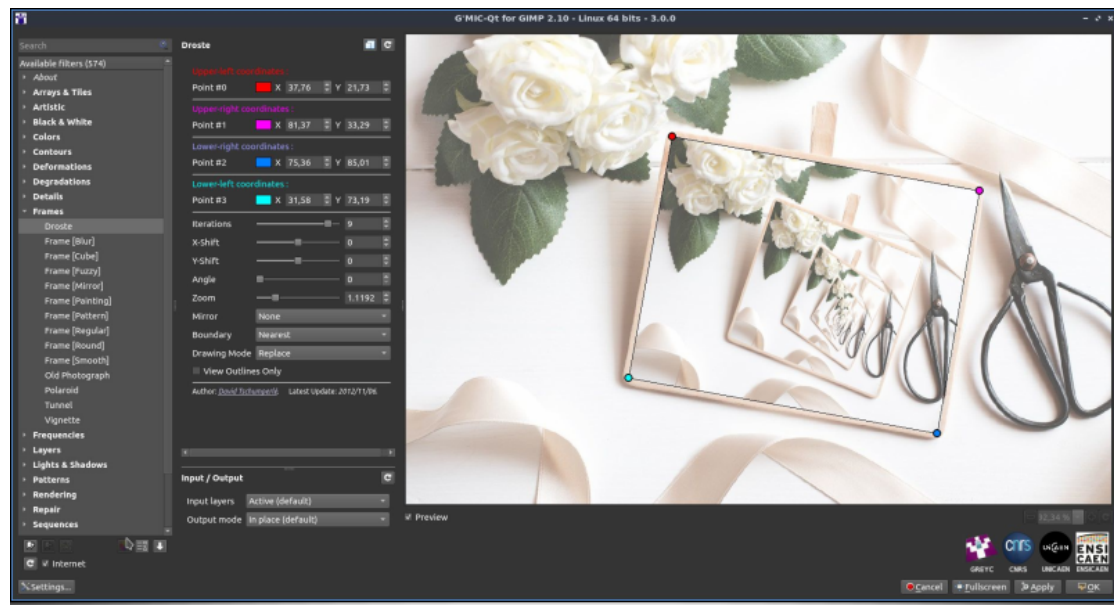 G'MIC-Qt for GIMP 2.10 - Linux 64 bits - 3.0.0
Search
Available filters (574)
About
Arrays & Tiles
Artistic
Black & White
Colors
Contours
Deformations
Degradations
Details
Frames
Droste
Frame [Blur]
Frame [Cube]
Frame [Fuzzy]
Frame [Mirror]
Frame [Painting]
Frame [Pattern]
Frame [Regular]
Frame [Round]
Frame [Smooth]
Old Photograph
Polaroid
Tunnel
Vignette
Frequencies
Layers
Lights & Shadows
Patterns
Rendering
Repair
Sequences
Internet
Settings...
Droste
Upper-left coordinates :
Point #0 X 37,76 Y 21,73
Upper-right coordinates :
Point #1 X 81,37 Y 33,29
Lower-right coordinates :
Point #2 X 75,36 Y 85,01
Lower-left coordinates :
Point #3 X 31,58 Y 73,19
Iterations 9
X-Shift 0
Y-Shift 0
Angle 0
Zoom 1.1192
Mirror None
Boundary Nearest
Drawing Mode Replace
View Outlines Only
Author: David Tschumperlé. Latest Update: 2012/11/06.
Input / Output
Input layers Active (default)
Output mode In place (default)
Preview
92,34 %
CNRS UNICAEN ENSI CAEN
GREYC CNRS UNICAEN ENSICAEN
Cancel Fullscreen Apply OK